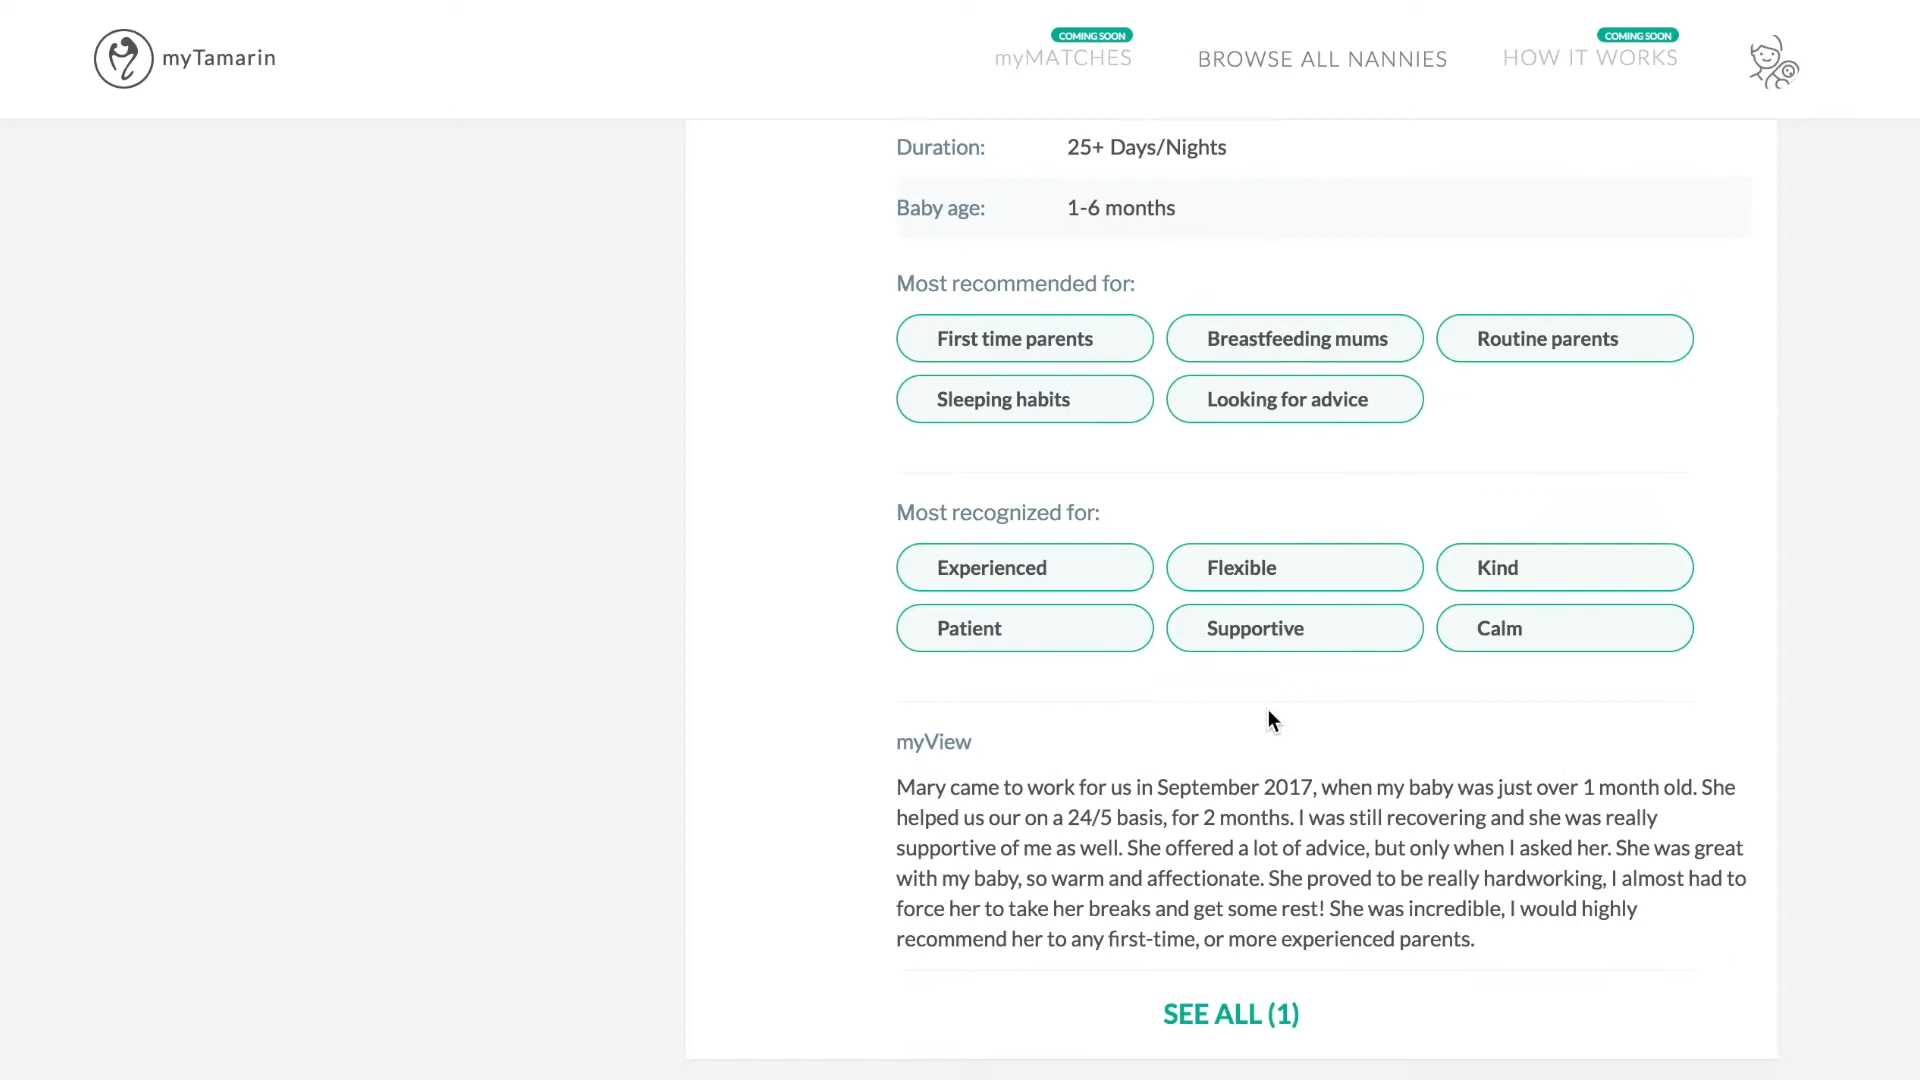 myTamarin
COMING SOON
myMATCHES
BROWSE ALL NANNIES
COMING SOON
HOW IT WORKS
Duration: 25+ Days/Nights
Baby age: 1-6 months
Most recommended for:
First time parents Breastfeeding mums Routine parents
Sleeping habits Looking for advice
Most recognized for:
Experienced Flexible Kind
Patient Supportive Calm
myView
Mary came to work for us in September 2017, when my baby was just over 1 month old. She
helped us our on a 24/5 basis, for 2 months. I was still recovering and she was really
supportive of me as well. She offered a lot of advice, but only when I asked her. She was great
with my baby, so warm and affectionate. She proved to be really hardworking, I almost had to
force her to take her breaks and get some rest! She was incredible, I would highly
recommend her to any first-time, or more experienced parents.
SEE ALL (1)